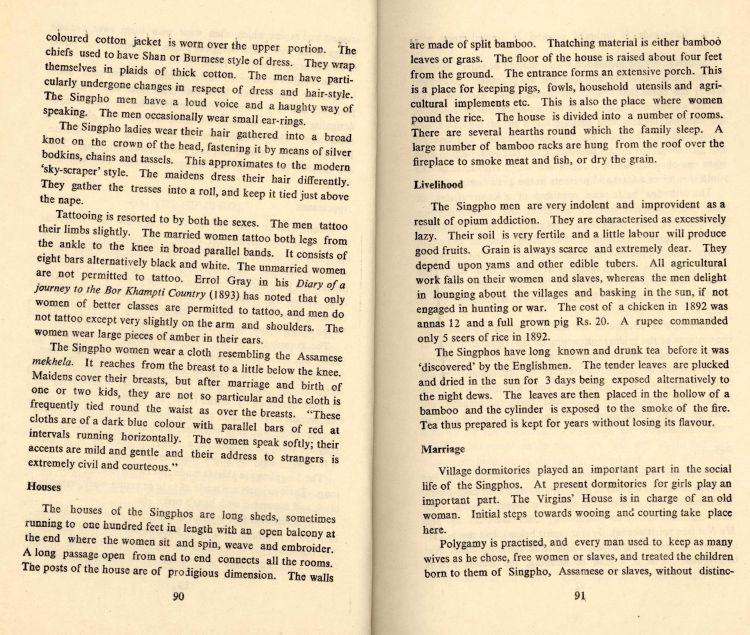 coloured cotton jacket is worn over the upper portion. The
chiefs used to have Shan or Burmese style of dress. They wrap
themselves in plaids of thick cotton. The men have parti-
cularly undergone changes in respect of dress and hair-style.
The Singpho men have a loud voice and a haughty way of
speaking. The men occasionally wear small ear-rings.
The Singpho ladies wear their hair gathered into a broad
knot on the crown of the head, fastening it by means of silver
bodkins, chains and tassels. This approximates to the modern
'sky-scraper' style. The maidens dress their hair differently.
They gather the tresses into a roll, and keep it tied just above
the nape.
Tattooing is resorted to by both the sexes. The men tattoo
their limbs slightly. The married women tattoo both legs from
the ankle to the knee in broad parallel bands. It consists of
eight bars alternatively black and white. The unmarried women
are not permitted to tattoo. Errol Gray in his Diary of a
journey to the Bor Khampti Country (1893) has noted that only
women of better classes are permitted to tattoo, and men do
not tattoo except very slightly on the arm and shoulders. The
women wear large pieces of amber in their ears.
The Singpho women wear a cloth resembling the Assamese
mekhela. It reaches from the breast to a little below the knee.
Maidens cover their breasts, but after marriage and birth of
one or two kids, they are not so particular and the cloth is
frequently tied round the waist as over the breasts. "These
cloths are of a dark blue colour with parallel bars of red at
intervals running horizontally. The women speak softly; their
accents are mild and gentle and their address to strangers is
extremely civil and courteous."
Houses
The houses of the Singphos are long sheds, sometimes
running to one hundred feet in length with an open balcony at
the end where the women sit and spin, weave and embroider.
A long passage open from end to end connects all the rooms.
The posts of the house are of prodigious dimension. The walls
90
are made of split bamboo. Thatching material is either bamboo
leaves or grass. The floor of the house is raised about four feet
from the ground. The entrance forms an extensive porch. This
is a place for keeping pigs, fowls, household utensils and agri-
cultural implements etc. This is also the place where women
pound the rice. The house is divided into a number of rooms.
There are several hearths round which the family sleep. A
large number of bamboo racks are hung from the roof over the
fireplace to smoke meat and fish, or dry the grain.
Livelihood
The Singpho men are very indolent and improvident as a
result of opium addiction. They are characterised as excessively
lazy. Their soil is very fertile and a little labour will produce
good fruits. Grain is always scarce and extremely dear. They
depend upon yams and other edible tubers. All agricultural
work falls on their women and slaves, whereas the men delight
in lounging about the villages and basking in the sun, if not
engaged in hunting or war. The cost of a chicken in 1892 was
annas 12 and a full grown pig Rs. 20. A rupee commanded
only 5 seers of rice in 1892.
The Singphos have long known and drunk tea before it was
'discovered' by the Englishmen. The tender leaves are plucked
and dried in the sun for 3 days being exposed alternatively to
the night dews. The leaves are then placed in the hollow of a
bamboo and the cylinder is exposed to the smoke of the fire.
Tea thus prepared is kept for years without losing its flavour.
Marriage
Village dormitories played an important part in the social
life of the Singphos. At present dormitories for girls play an
important part. The Virgins' House is in charge of an old
woman. Initial steps towards wooing and courting take place
here.
Polygamy is practised, and every man used to keep as many
wives as he chose, free women or slaves, and treated the children
born to them of Singpho, Assamese or slaves, without distinc-
91